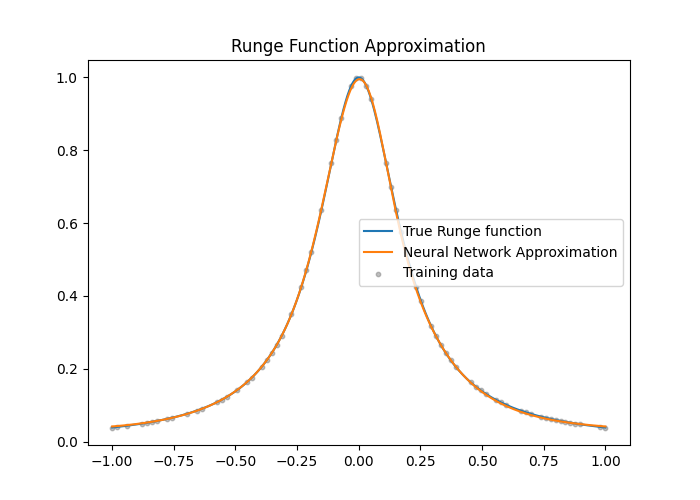 Runge Function Approximation
1.0
0.8
0.6
0.4
0.2
0.0
True Runge function
Neural Network Approximation
Training data
−1.00 −0.75 −0.50 −0.25 0.00 0.25 0.50 0.75 1.00